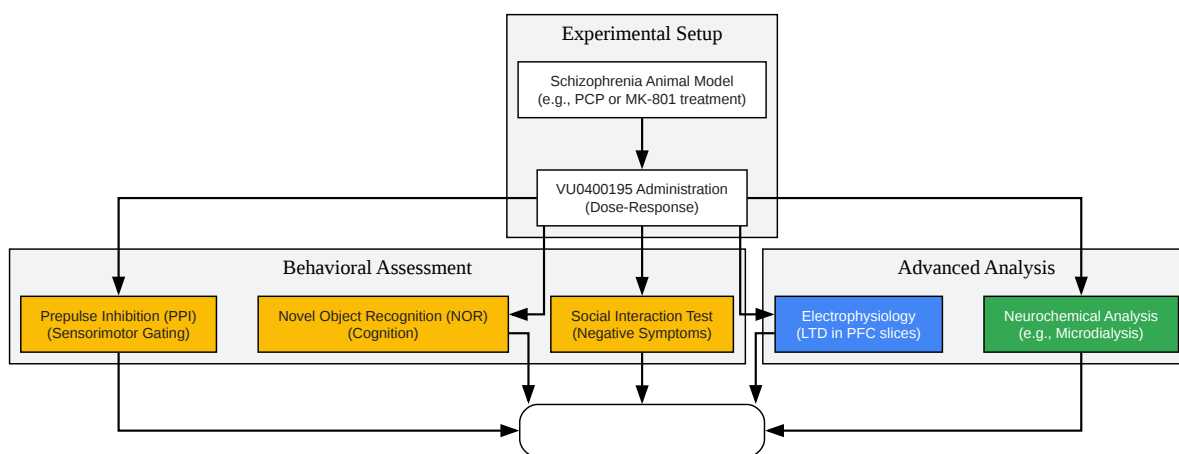 Experimental Setup
Schizophrenia Animal Model
(e.g., PCP or MK-801 treatment)
VU0400195 Administration
(Dose-Response)
Behavioral Assessment
Advanced Analysis
Prepulse Inhibition (PPI)
(Sensorimotor Gating)
Novel Object Recognition (NOR)
(Cognition)
Social Interaction Test
(Negative Symptoms)
Electrophysiology
(LTD in PFC slices)
Neurochemical Analysis
(e.g., Microdialysis)